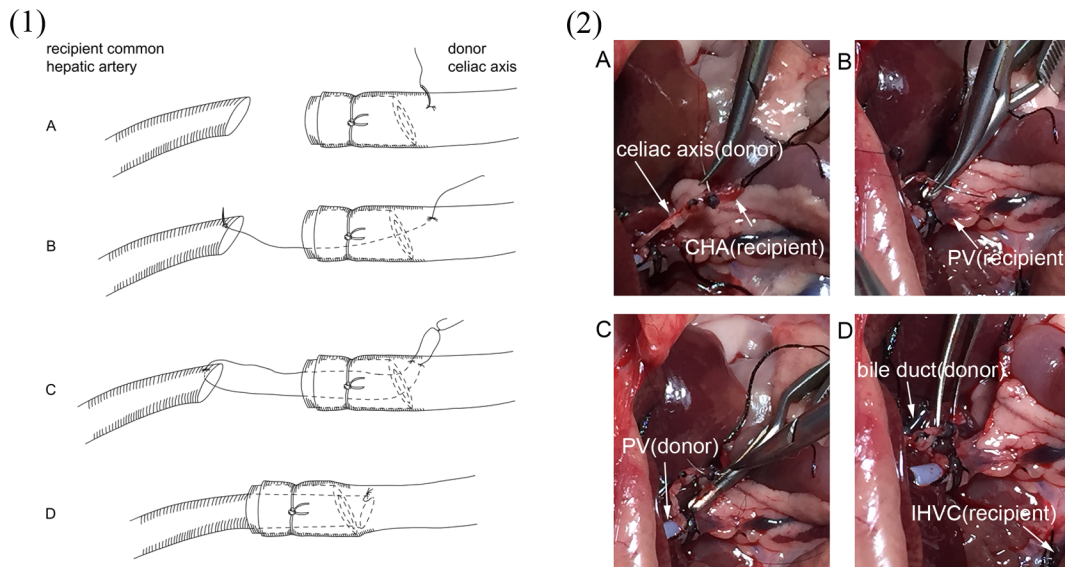 (1)
recipient common
hepatic artery
donor
celiac axis
A
B
C
D
(2)
A
celiac axis(donor)
CHA(recipient)
B
PV(recipient
C
PV(donor)
D
bile duct(donor)
IHVC(recipient)